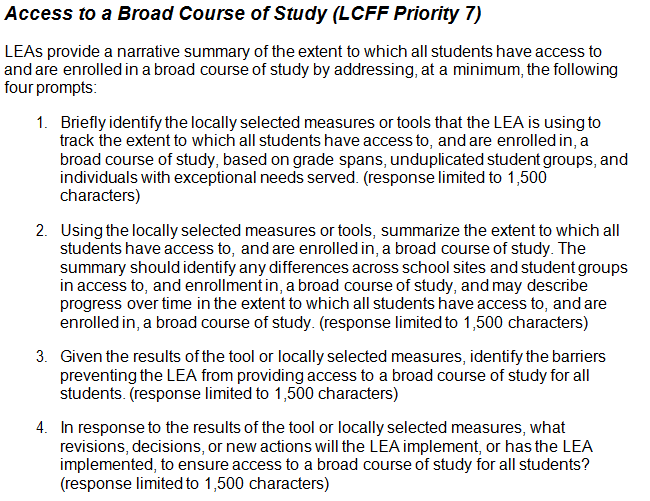 Access to a Broad Course of Study (LCFF Priority 7)
LEAs provide a narrative summary of the extent to which all students have access to
and are enrolled in a broad course of study by addressing, at a minimum, the following
four prompts:
1. Briefly identify the locally selected measures or tools that the LEA is using to
track the extent to which all students have access to, and are enrolled in, a
broad course of study, based on grade spans, unduplicated student groups, and
individuals with exceptional needs served. (response limited to 1,500
characters)
2. Using the locally selected measures or tools, summarize the extent to which all
students have access to, and are enrolled in, a broad course of study. The
summary should identify any differences across school sites and student groups
in access to, and enrollment in, a broad course of study, and may describe
progress over time in the extent to which all students have access to, and are
enrolled in, a broad course of study. (response limited to 1,500 characters)
3. Given the results of the tool or locally selected measures, identify the barriers
preventing the LEA from providing access to a broad course of study for all
students. (response limited to 1,500 characters)
4. In response to the results of the tool or locally selected measures, what
revisions, decisions, or new actions will the LEA implement, or has the LEA
implemented, to ensure access to a broad course of study for all students?
(response limited to 1,500 characters)